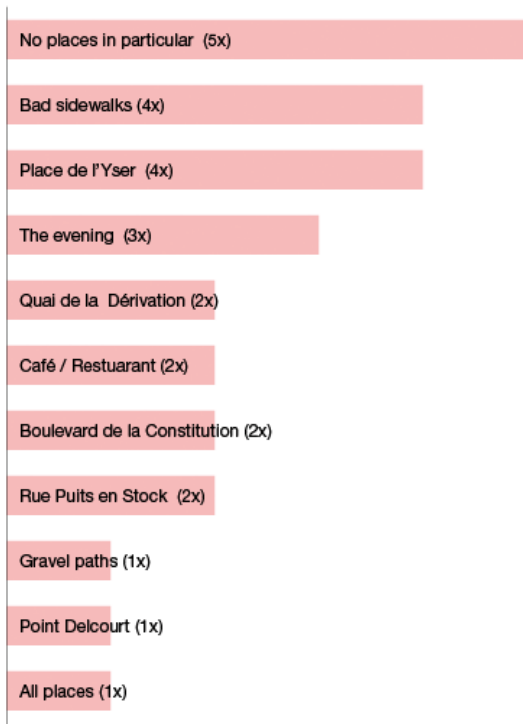 No places in particular (5x)
Bad sidewalks (4x)
Place de l'Yser (4x)
The evening (3x)
Quai de la Dérivation (2x)
Café / Restuarant (2x)
Boulevard de la Constitution (2x)
Rue Puits en Stock (2x)
Gravel paths (1x)
Point Delcourt (1x)
All places (1x)